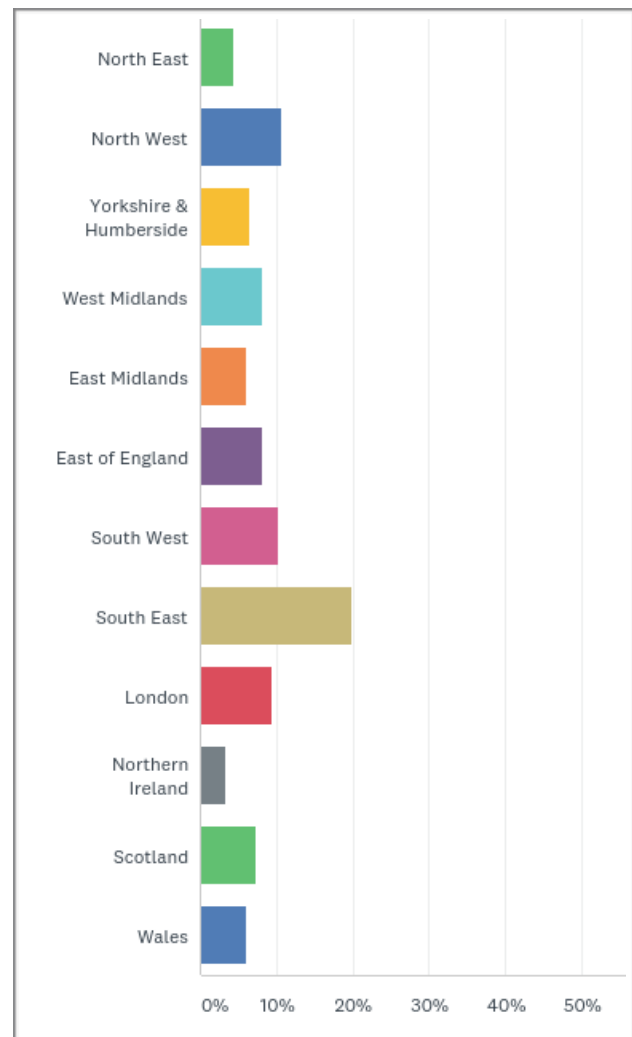 North East
North West
Yorkshire &
Humberside
West Midlands
East Midlands
East of England
South West
South East
London
Northern
Ireland
Scotland
Wales
0% 10% 20% 30% 40% 50%